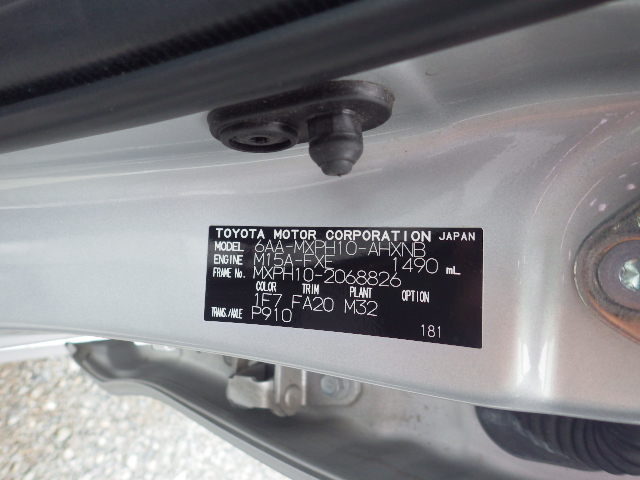 TOYOTA MOTOR CORPORATION JAPAN
MODEL 6AA-MXPH10-AHXNB
ENGINE M15A-FXE 1490 mL
FRAME No. MXPH10-2068826
COLOR TRIM PLANT OPTION
1F7 FA20 M32
TRANS./AXLE P910
181